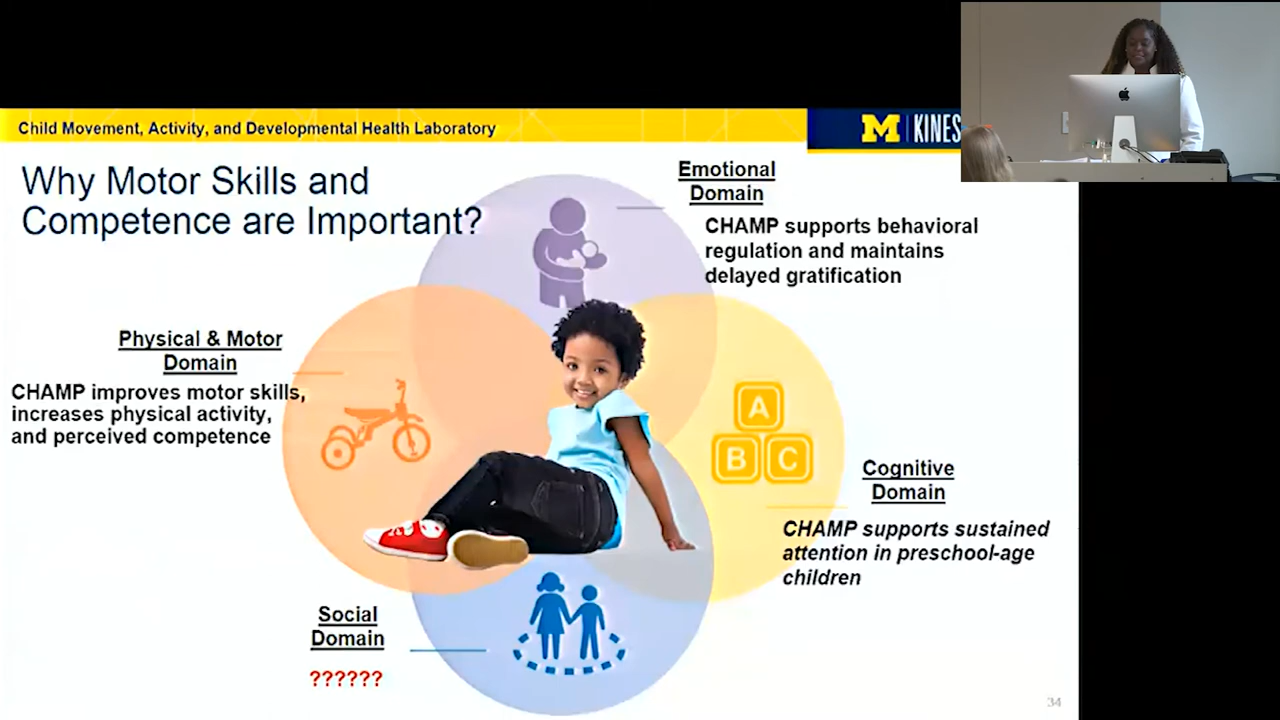 Child Movement, Activity, and Developmental Health Laboratory
M | KINES
Why Motor Skills and
Competence are Important?
Emotional
Domain
CHAMP supports behavioral
regulation and maintains
delayed gratification
Physical & Motor
Domain
CHAMP improves motor skills,
increases physical activity,
and perceived competence
A
B C
Cognitive
Domain
CHAMP supports sustained
attention in preschool-age
children
Social
Domain
??????
34